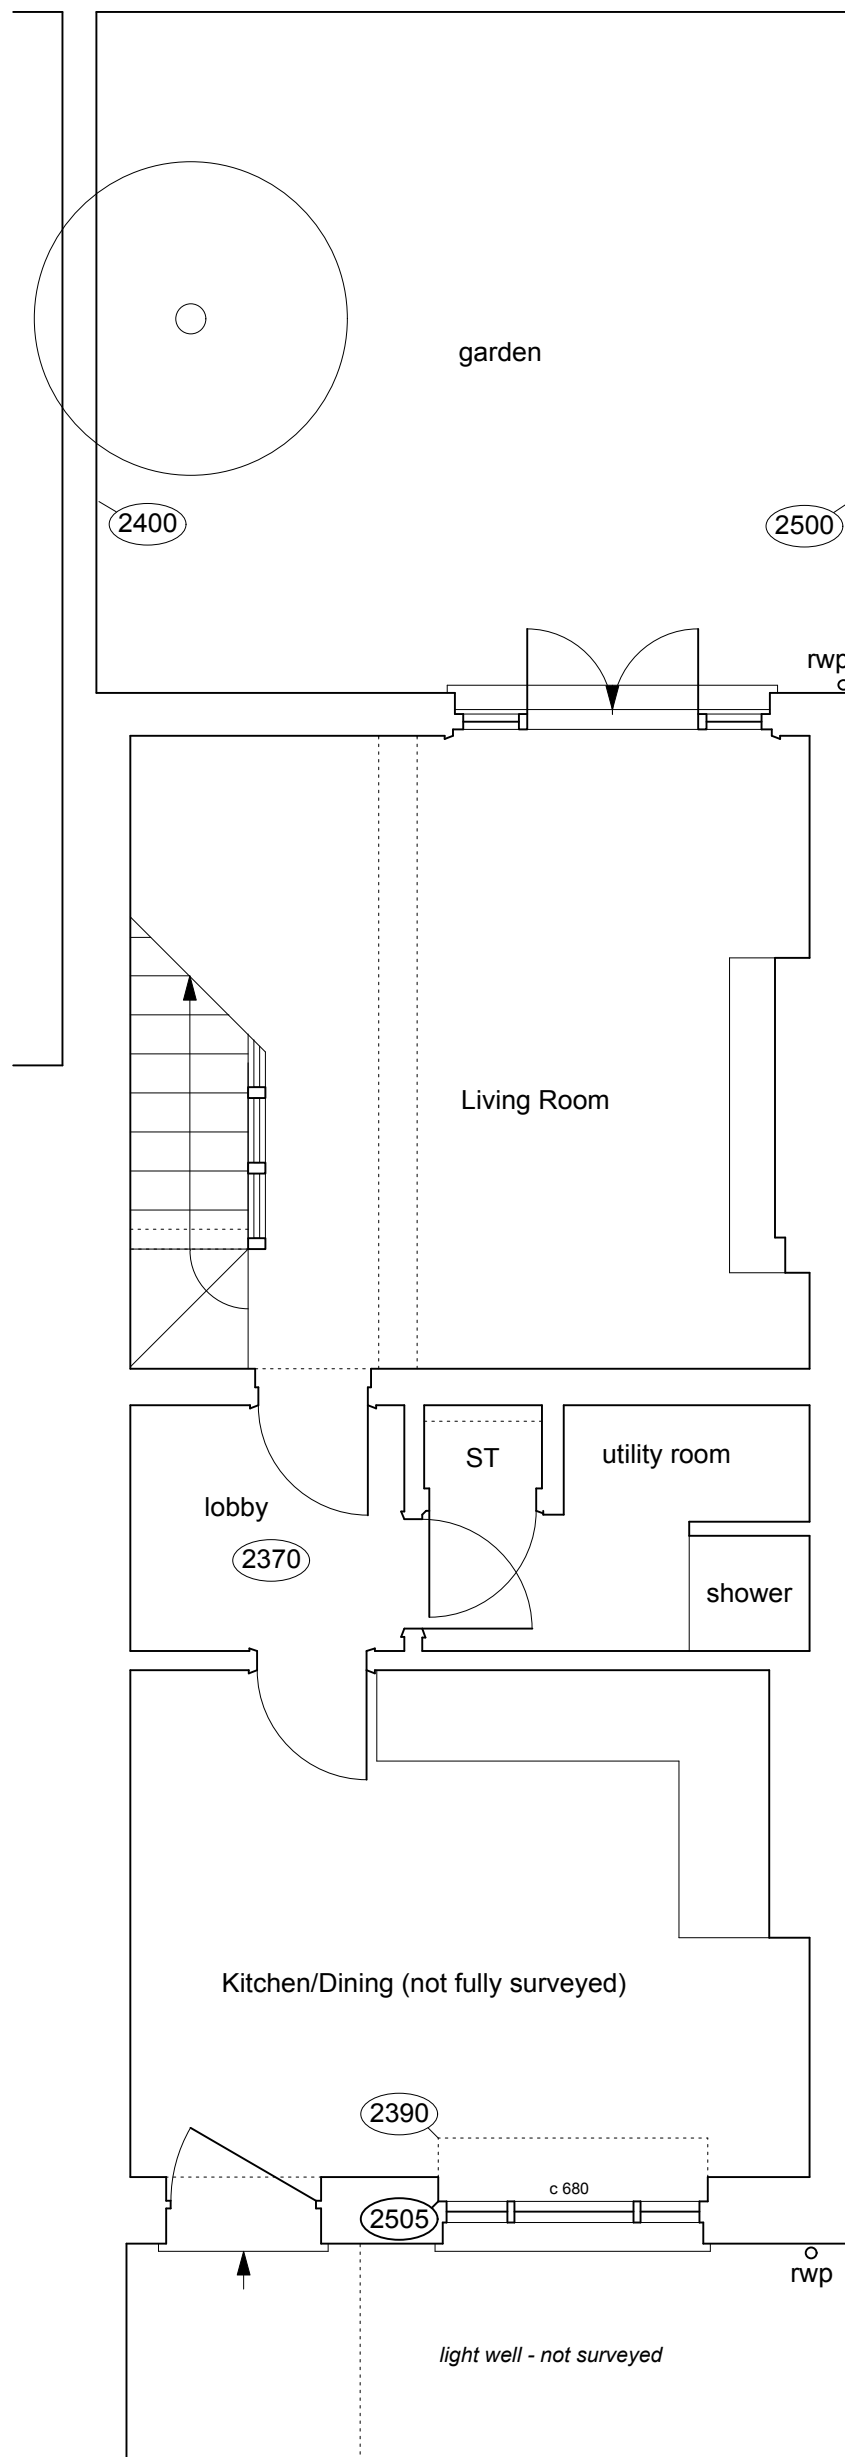 garden
2400
2500
rwp
Living Room
ST
utility room
lobby
2370
shower
Kitchen/Dining (not fully surveyed)
2390
c 680
2505
rwp
light well - not surveyed